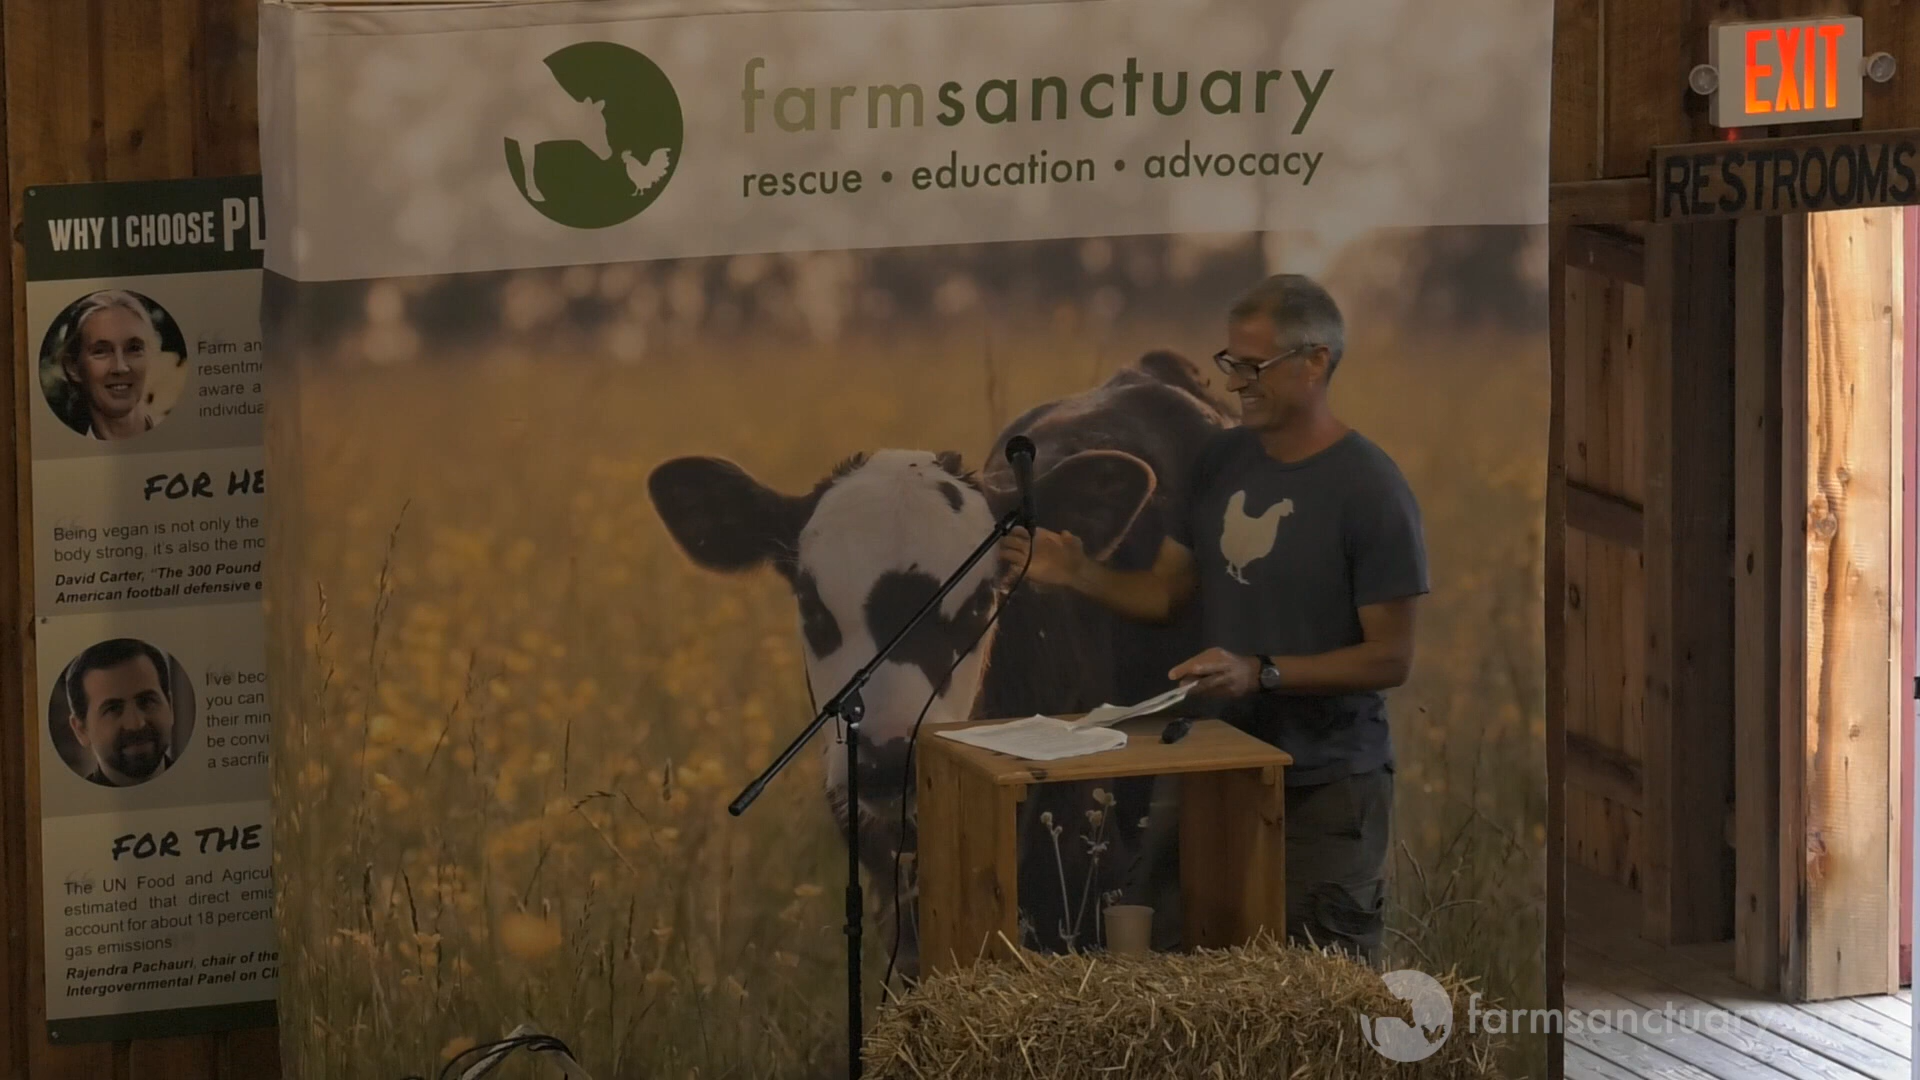 farmsanctuary
rescue • education • advocacy
EXIT
RESTROOMS
WHY I CHOOSE PL
Farm an
resentm
aware a
individua
FOR HE
Being vegan is not only the
body strong, it's also the mo
David Carter, "The 300 Pound
American football defensive e
I've bec
you can
their min
be convi
a sacrifi
FOR THE
The UN Food and Agricul
estimated that direct emis
account for about 18 percent
gas emissions
Rajendra Pachauri, chair of the
Intergovernmental Panel on Cli
farmsanctuary.org